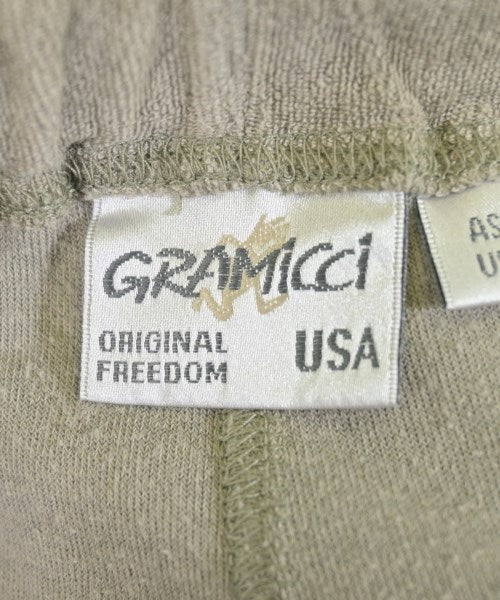 GRAMiCCi
ORIGINAL
FREEDOM
USA
AS